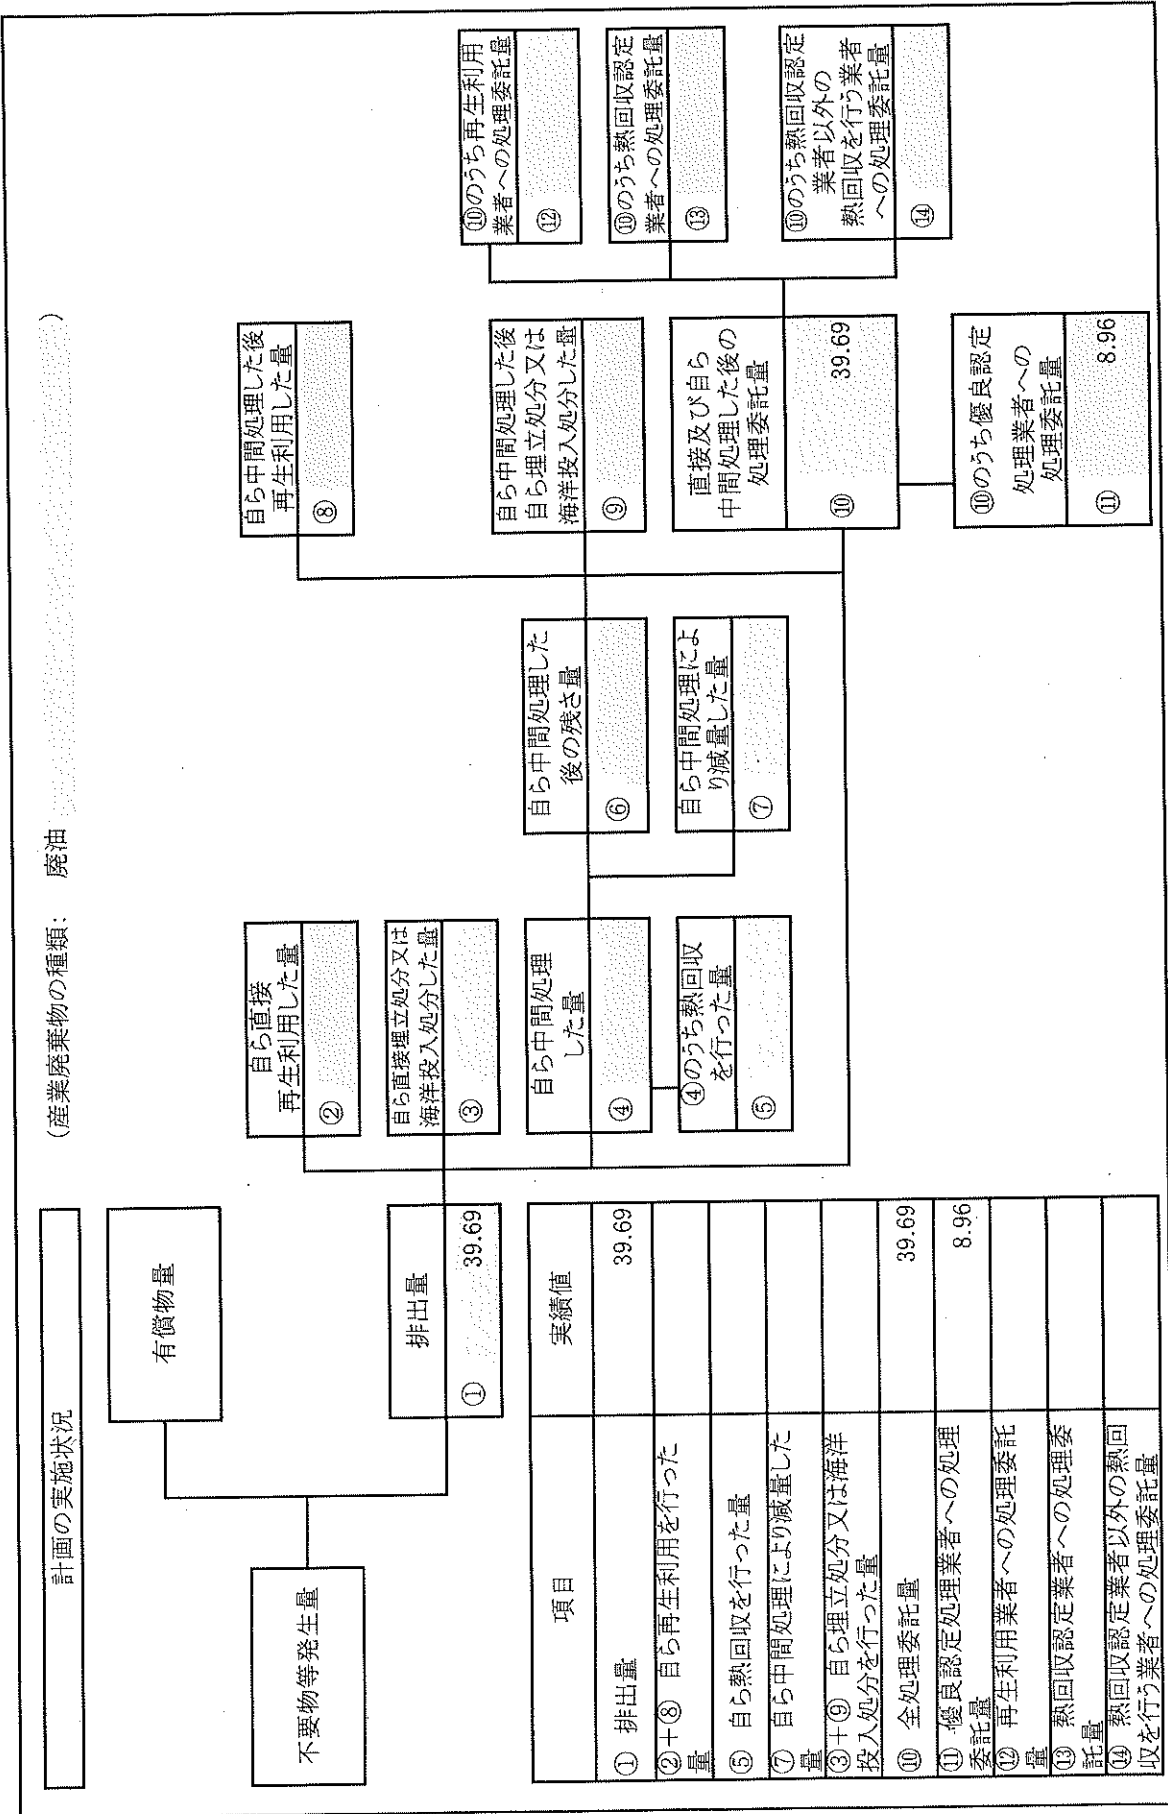 計画の実施状況
(産業廃棄物の種類: 廃油 )
不要物等発生量
有償物量
排出量
① 39.69
自ら直接
再生利用した量
②
自ら直接埋立処分又は
海洋投入処分した量
③
自ら中間処理
した量
④
④のうち熱回収
を行った量
⑤
自ら中間処理した
後の残さ量
⑥
自ら中間処理によ
り減量した量
⑦
自ら中間処理した後
再生利用した量
⑧
自ら中間処理した後
自ら埋立処分又は
海洋投入処分した量
⑨
直接及び自ら
中間処理した後の
処理委託量
⑩ 39.69
⑩のうち優良認定
処理業者への
処理委託量
⑪ 8.96
⑩のうち再生利用
業者への処理委託量
⑫
⑩のうち熱回収認定
業者への処理委託量
⑬
⑩のうち熱回収認定
業者以外の
熱回収を行う業者
への処理委託量
⑭
項目 実績値
① 排出量 39.69
②+⑧ 自ら再生利用を行った
量
⑤ 自ら熱回収を行った量
⑦ 自ら中間処理により減量した
量
③+⑨ 自ら埋立処分又は海洋
投入処分を行った量
⑩ 全処理委託量 39.69
⑪ 優良認定処理業者への処理
委託量 8.96
⑫ 再生利用業者への処理委託
量
⑬ 熱回収認定業者への処理委
託量
⑭ 熱回収認定業者以外の熱回
収を行う業者への処理委託量